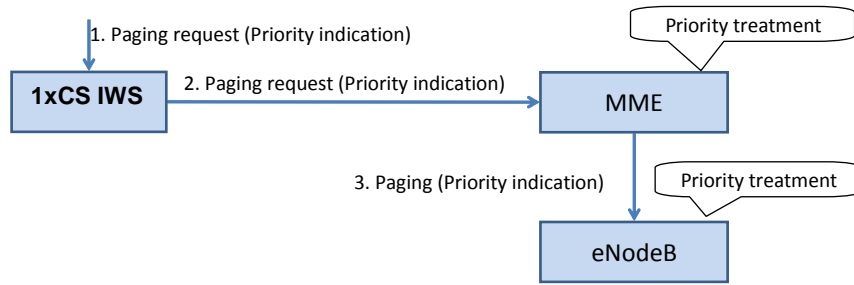 Priority treatment
1. Paging request (Priority indication)
1xCS IWS
2. Paging request (Priority indication)
MME
3. Paging (Priority indication)
Priority treatment
eNodeB